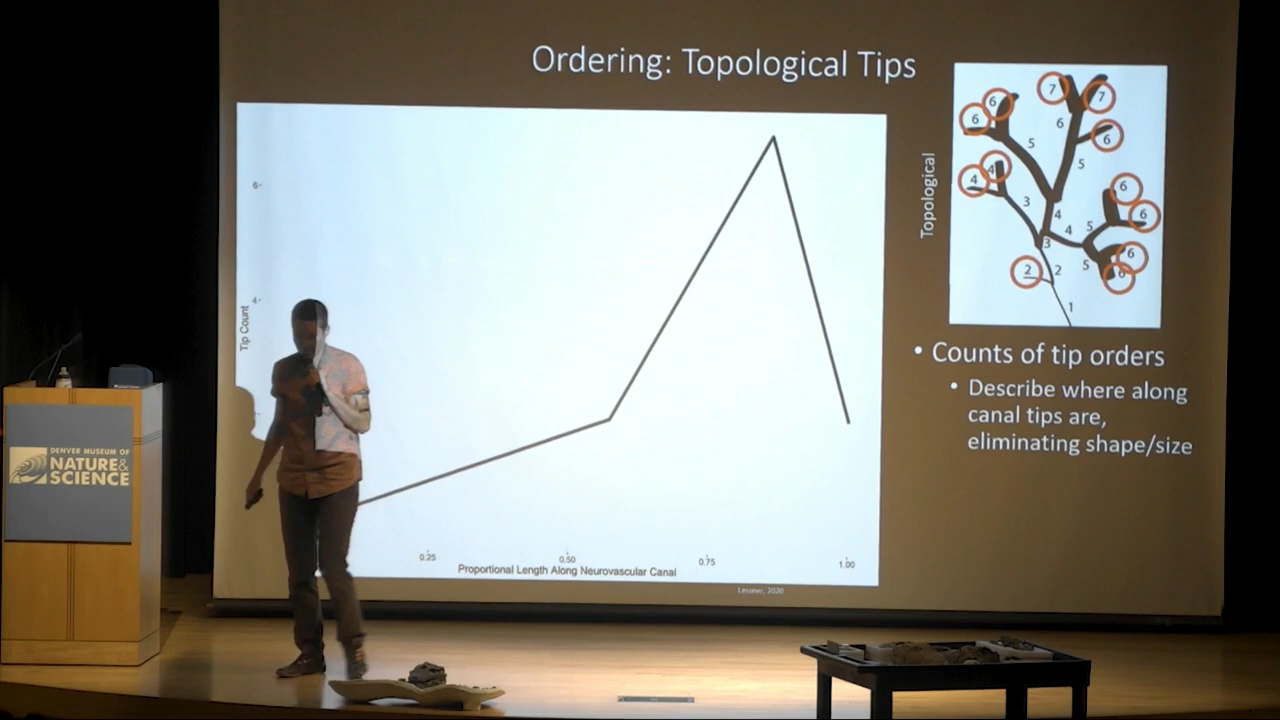 Ordering: Topological Tips
6
4
Tip Count
0.25
0.50
0.75
1.00
Proportional Length Along Neurovascular Canal
Lessner, 2020
Topological
7
7
6
6
6
6
5
5
6
4
4
3
4
4
5
6
6
3
5
6
6
2
2
1
• Counts of tip orders
• Describe where along
canal tips are,
eliminating shape/size
DENVER MUSEUM OF
NATURE &
SCIENCE